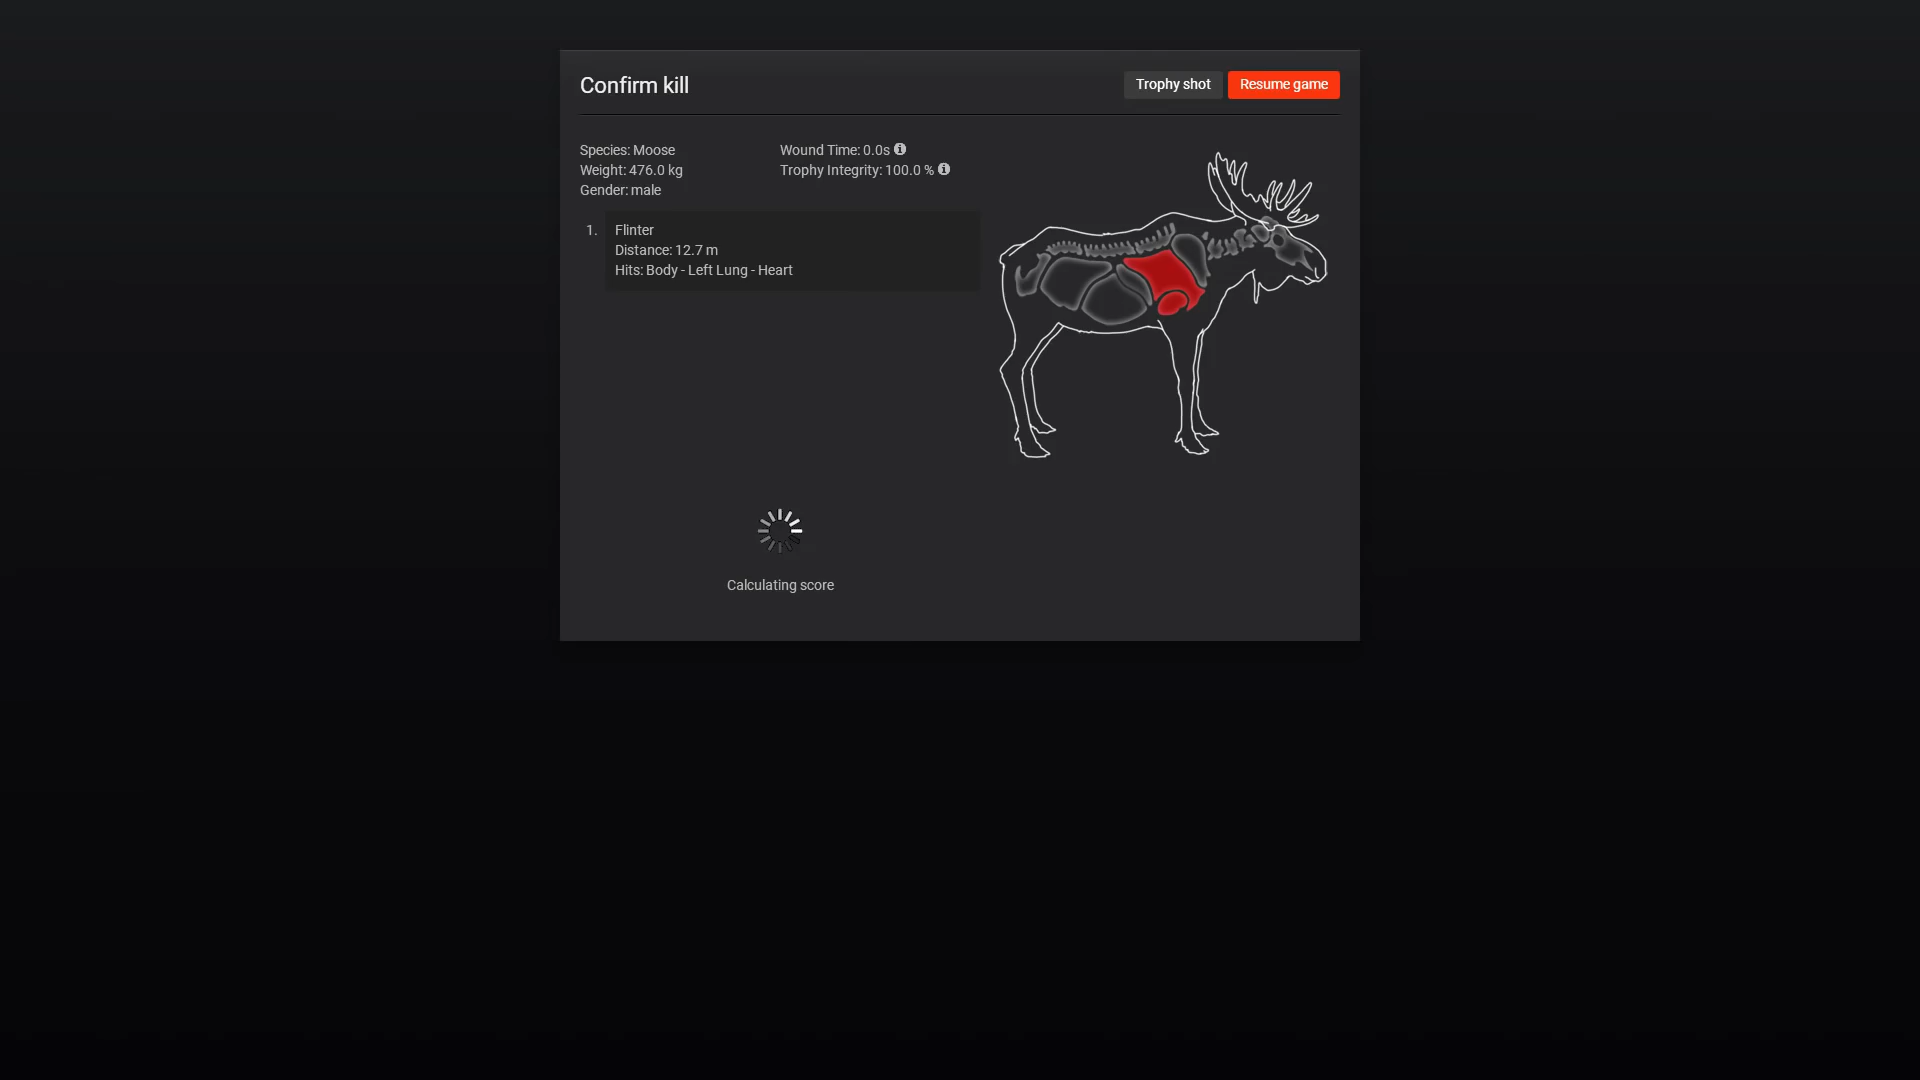 Confirm kill
Trophy shot
Resume game
Species: Moose
Weight: 476.0 kg
Gender: male
Wound Time: 0.0s
Trophy Integrity: 100.0 %
1.
Flinter
Distance: 12.7 m
Hits: Body - Left Lung - Heart
Calculating score